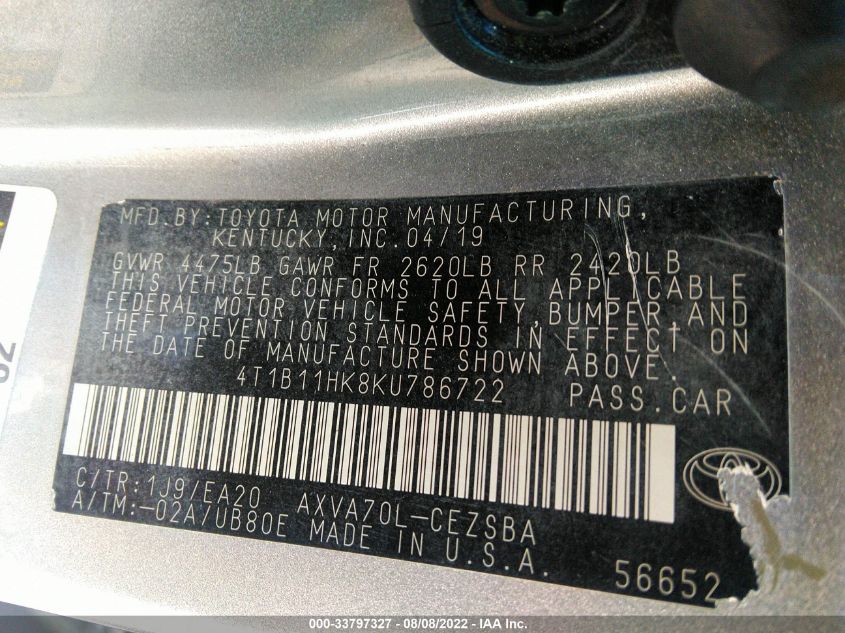 MFD.BY:TOYOTA MOTOR MANUFACTURING,
KENTUCKY,INC.04/19
GVWR 4475LB GAWR FR 2620LB RR 2420LB
THIS VEHICLE CONFORMS TO ALL APPLICABLE
FEDERAL MOTOR VEHICLE SAFETY,BUMPER,AND
THEFT PREVENTION STANDARDS IN EFFECT ON
THE DATE OF MANUFACTURE SHOWN ABOVE.
4T1B11HK8KU786722 PASS.CAR
C/TR:1J9/EA20 AXVA70L-CEZSBA
A/TM:-02A/UB80E MADE IN U.S.A.
56652
000-33797327 - 08/08/2022 - IAA Inc.